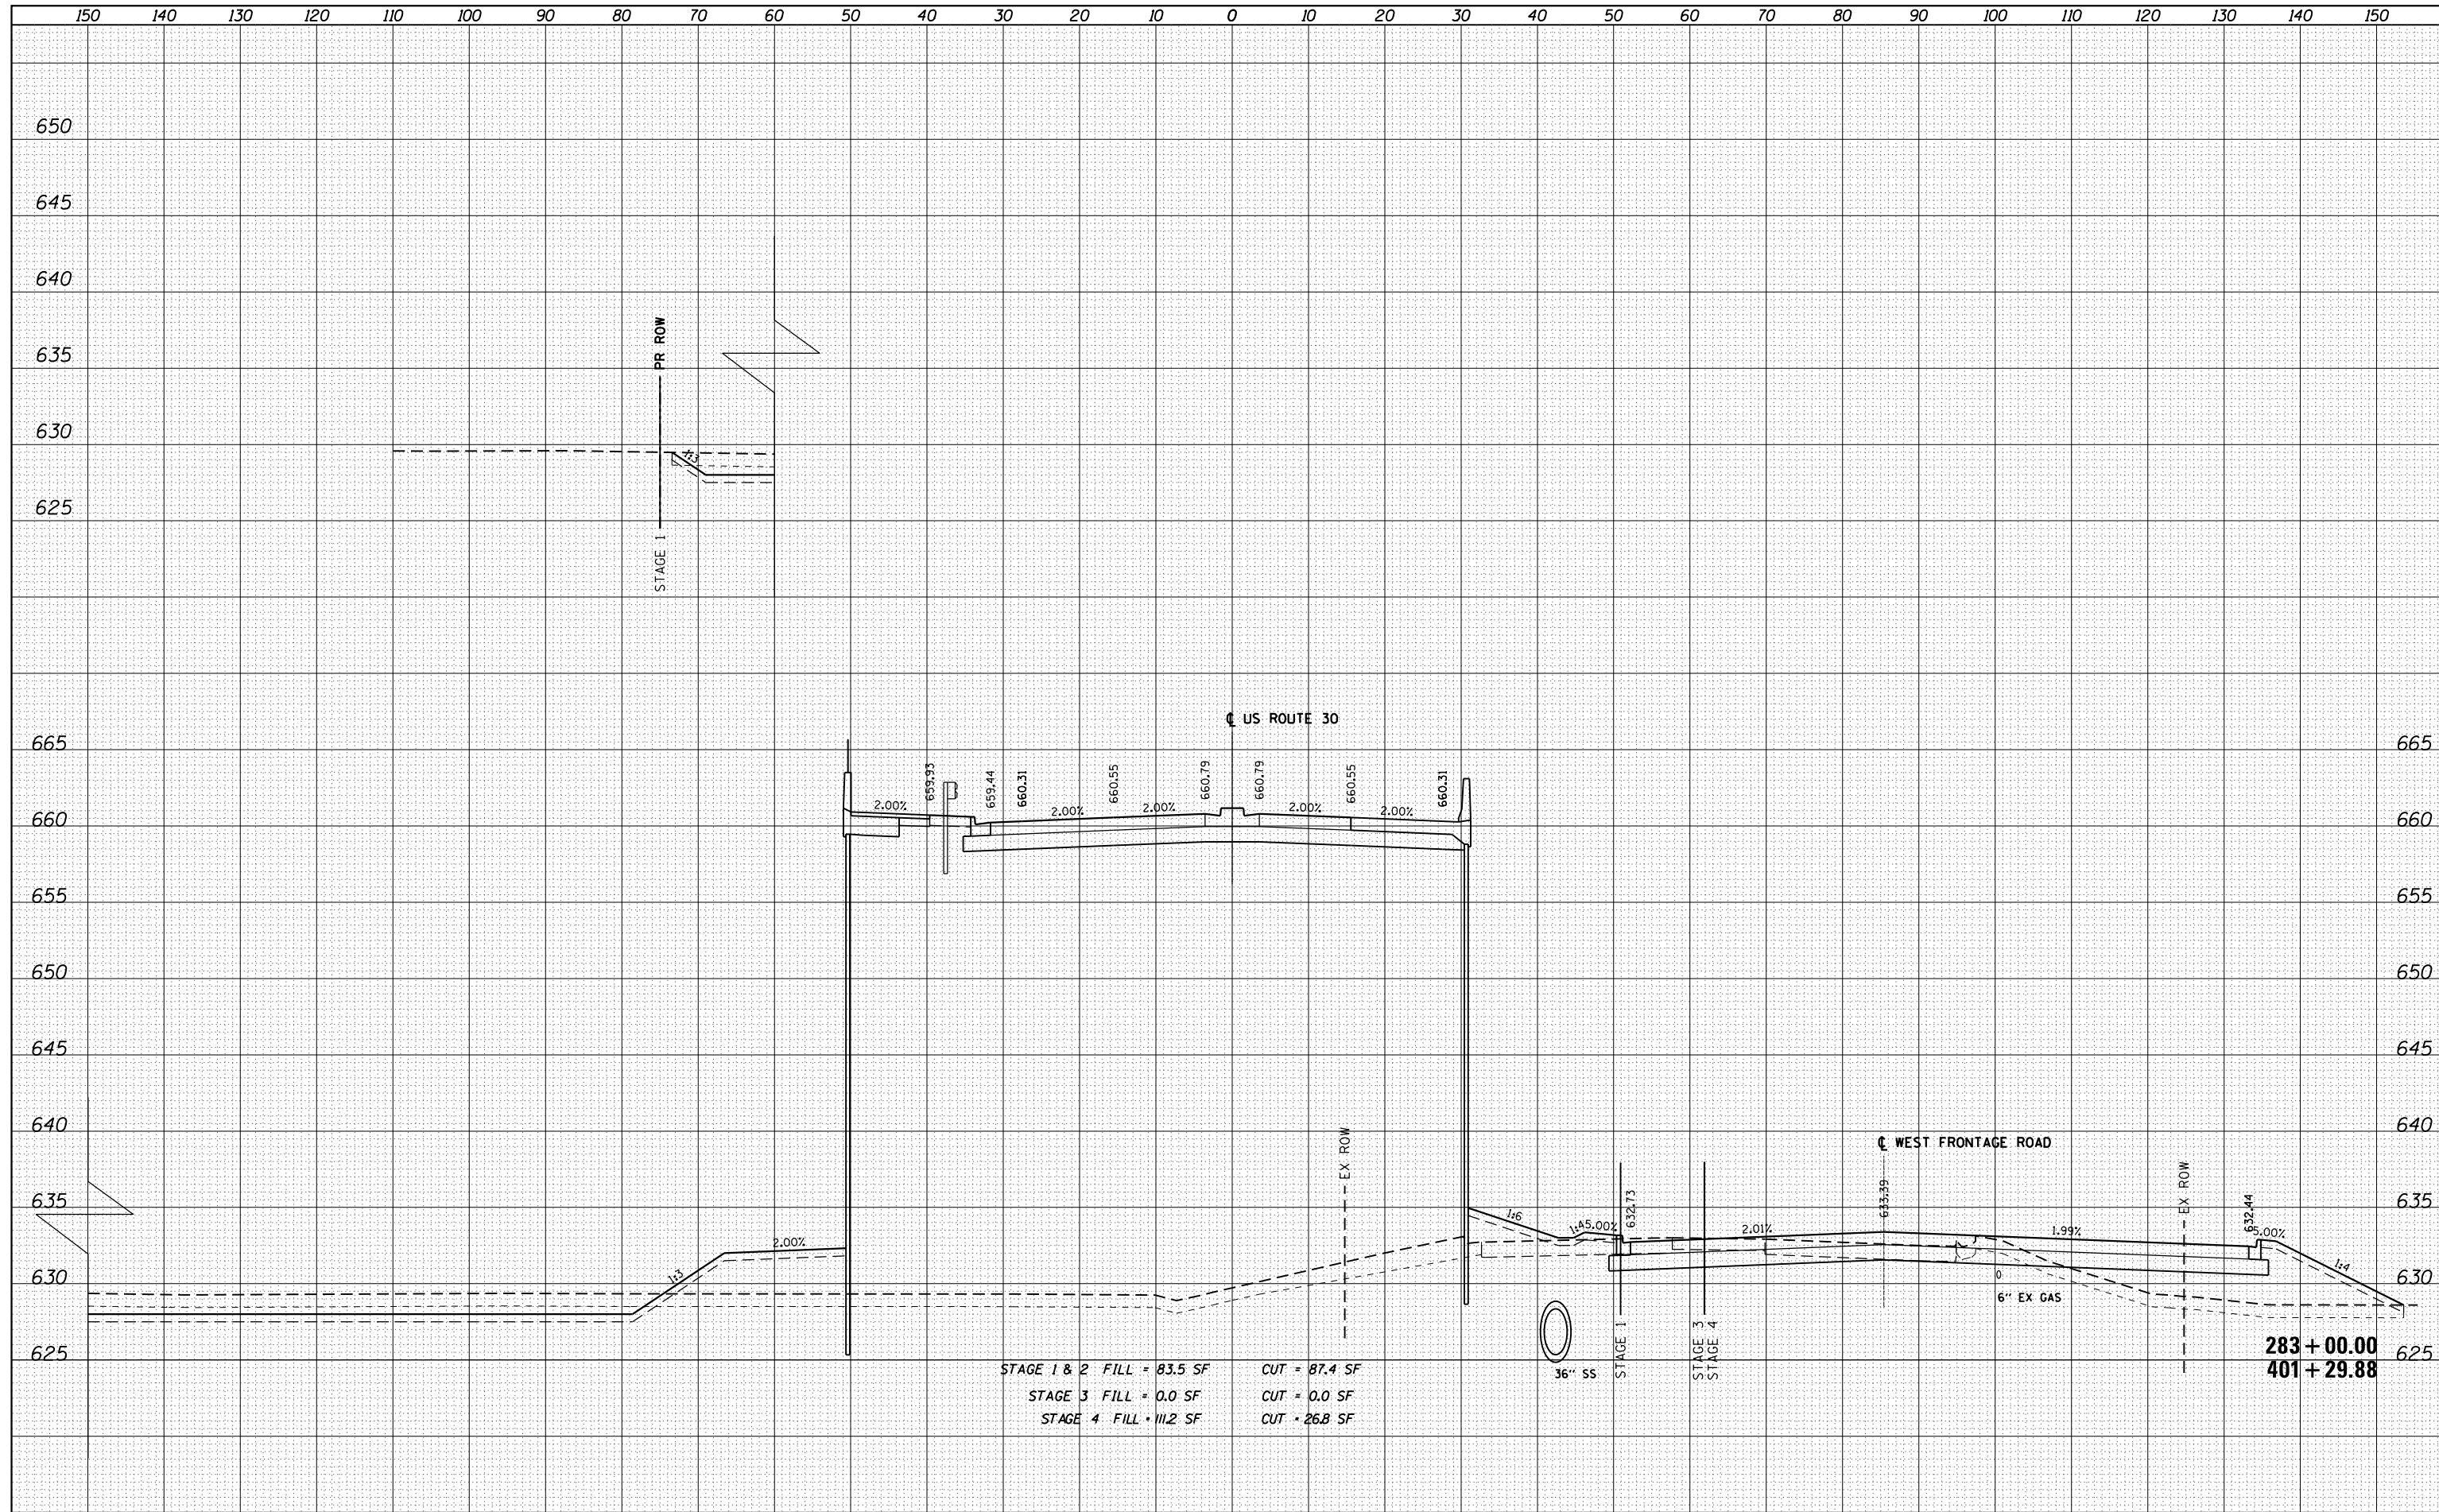 150 140 130 120 110 100 90 80 70 60 50 40 30 20 10 0 10 20 30 40 50 60 70 80 90 100 110 120 130 140 150
650
645
640
635
PR ROW
630
1:3
625
STAGE 1
℄ US ROUTE 30
665 665
2.00%
659.93
659.44
660.31
2.00%
660.55
2.00%
660.79
660.79
2.00%
660.55
2.00%
660.31
660 660
655 655
650 650
645 645
640 640
EX ROW
℄ WEST FRONTAGE ROAD
EX ROW
635 635
2.00%
1:3
1:6
1:4
5.00%
632.73
2.01%
633.39
1.99%
632.44
5.00%
1:4
630 630
6" EX GAS
625 625
36" SS
STAGE 1
STAGE 3
STAGE 4
283+00.00
401+29.88
STAGE 1 & 2 FILL = 83.5 SF CUT = 87.4 SF
STAGE 3 FILL = 0.0 SF CUT = 0.0 SF
STAGE 4 FILL = 111.2 SF CUT = 26.8 SF